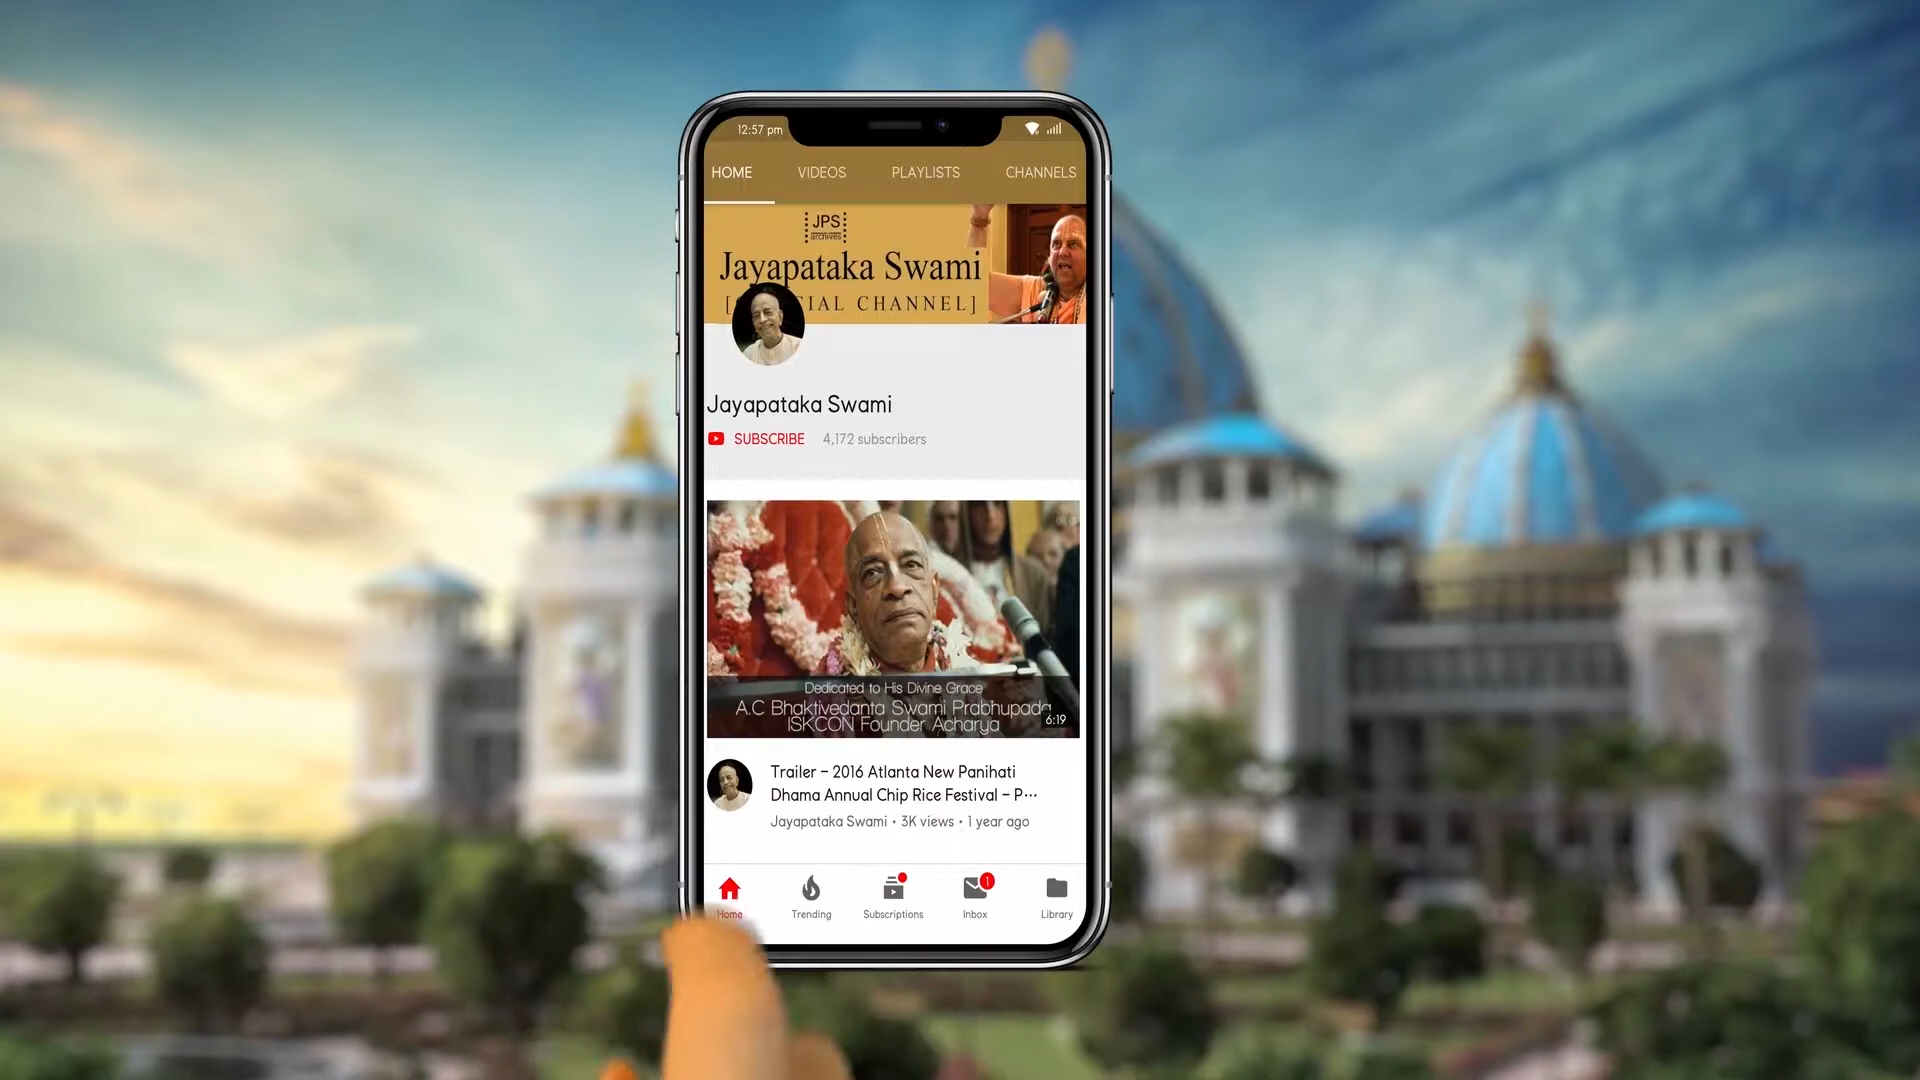 12:57 pm
HOME VIDEOS PLAYLISTS CHANNELS
JPS
archives
Jayapataka Swami
CHANNEL]
Jayapataka Swami
SUBSCRIBE 4,172 subscribers
Dedicated to His Divine Grace
A.C Bhaktivedanta Swami Prabhupada
ISKCON Founder Acharya
6:19
Trailer – 2016 Atlanta New Panihati
Dhama Annual Chip Rice Festival – P...
Jayapataka Swami • 3K views • 1 year ago
1
Home Trending Subscriptions Inbox Library